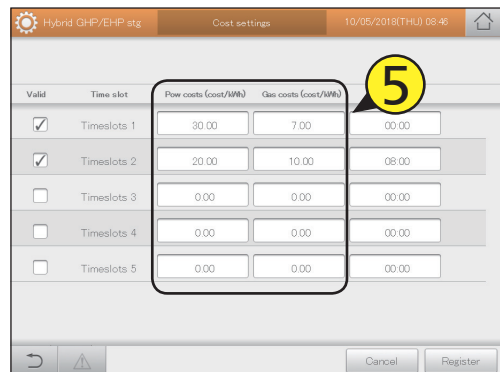 Hybrid GHP/EHP stg Cost settings 10/05/2018(THU) 08:46
5
Valid Time slot Pow costs (cost/kWh) Gas costs (cost/kWh)
Timeslots 1 30.00 7.00 00:00
Timeslots 2 20.00 10.00 08:00
Timeslots 3 0.00 0.00 00:00
Timeslots 4 0.00 0.00 00:00
Timeslots 5 0.00 0.00 00:00
Cancel Register